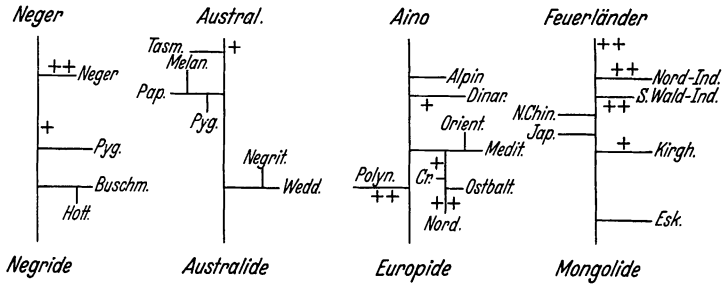 Neger
++
Neger
+
Pyg.
Buschm.
Hott.
Negride
Austral.
Tasm.
+
Melan.
Pap.
Pyg.
Negrit.
Wedd.
Australide
Aino
Alpin
Dinar.
+
Orient.
Medit.
+
Polyn.
++
Cr.
Ostbalt.
++
Nord.
Europide
Feuerländer
++
++
Nord-Ind.
S.Wald-Ind.
++
N.Chin.
Jap.
+
Kirgh.
Esk.
Mongolide